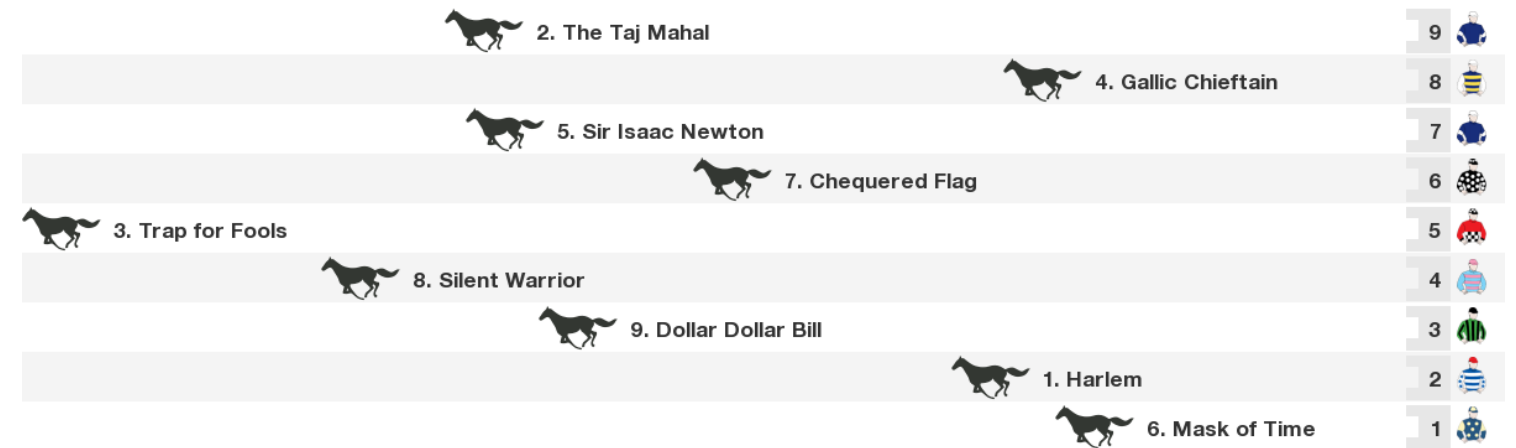 2. The Taj Mahal 9
4. Gallic Chieftain 8
5. Sir Isaac Newton 7
7. Chequered Flag 6
3. Trap for Fools 5
8. Silent Warrior 4
9. Dollar Dollar Bill 3
1. Harlem 2
6. Mask of Time 1